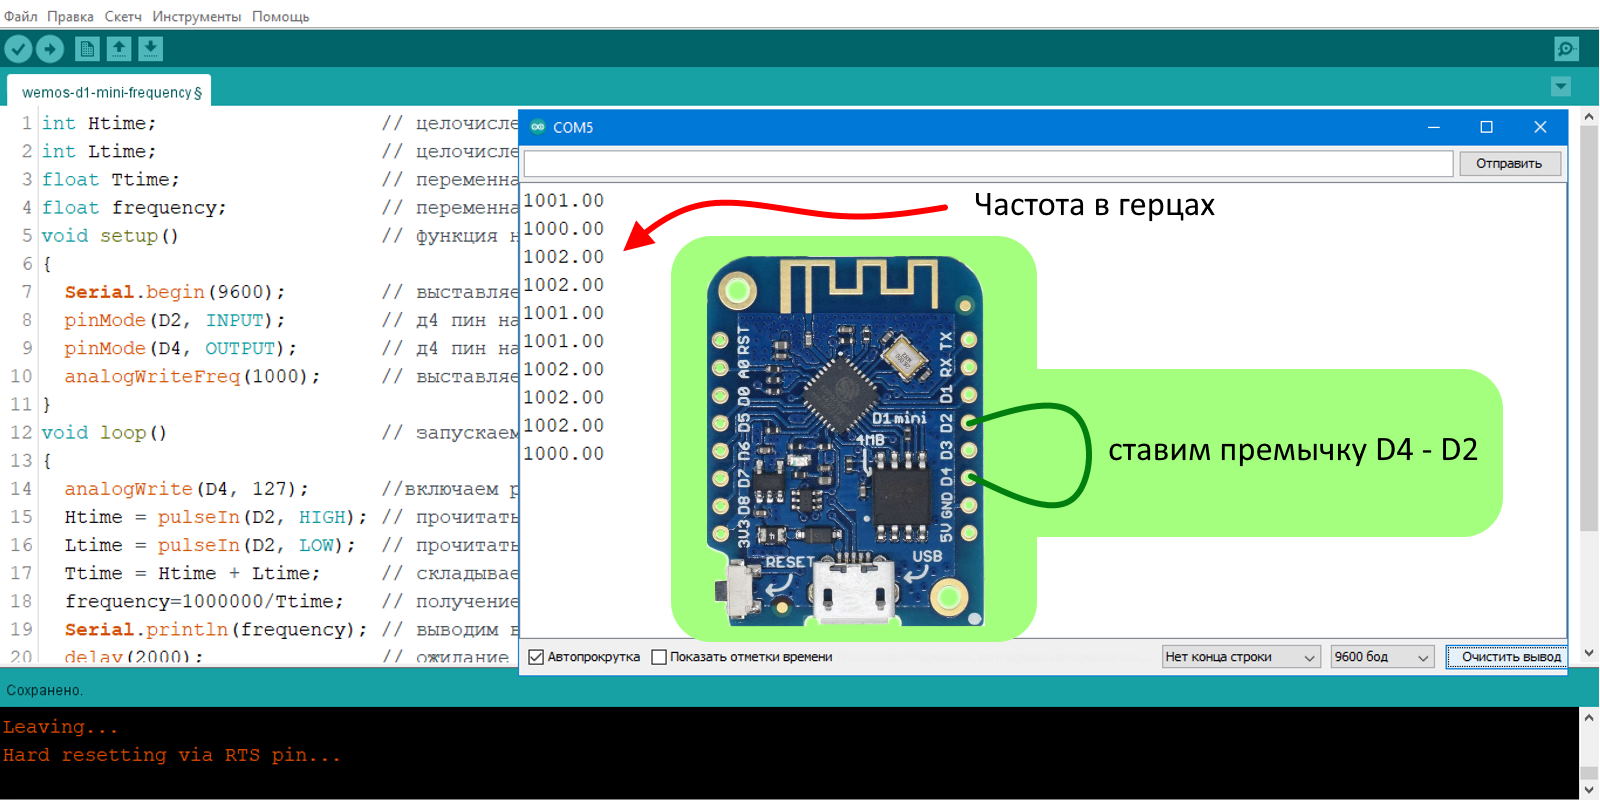 Файл Правка Скетч Инструменты Помощь
wemos-d1-mini-frequency §
1 int Htime; // целочисле
2 int Ltime; // целочисле
3 float Ttime; // переменна
4 float frequency; // переменна
5 void setup() // функция н
6 {
7 Serial.begin(9600); // выставляе
8 pinMode(D2, INPUT); // д4 пин на
9 pinMode(D4, OUTPUT); // д4 пин на
10 analogWriteFreq(1000); // выставляе
11 }
12 void loop() // запускаем
13 {
14 analogWrite(D4, 127); //включаем р
15 Htime = pulseIn(D2, HIGH); // прочитать
16 Ltime = pulseIn(D2, LOW); // прочитать
17 Ttime = Htime + Ltime; // складывае
18 frequency=1000000/Ttime; // получение
19 Serial.println(frequency); // выводим в
20 delay(2000); // ожидание
COM5
Отправить
1001.00
1000.00
1002.00
1002.00
1001.00
1001.00
1002.00
1002.00
1002.00
1000.00
Частота в герцах
RST
A0
D0
D5
D6
D7
D8
3V3
TX
RX
D1
D2
D3
D4
GND
5V
D1 mini
4MB
RESET
USB
ставим премычку D4 - D2
Автопрокрутка Показать отметки времени Нет конца строки 9600 бод Очистить вывод
Сохранено.
Leaving...
Hard resetting via RTS pin...